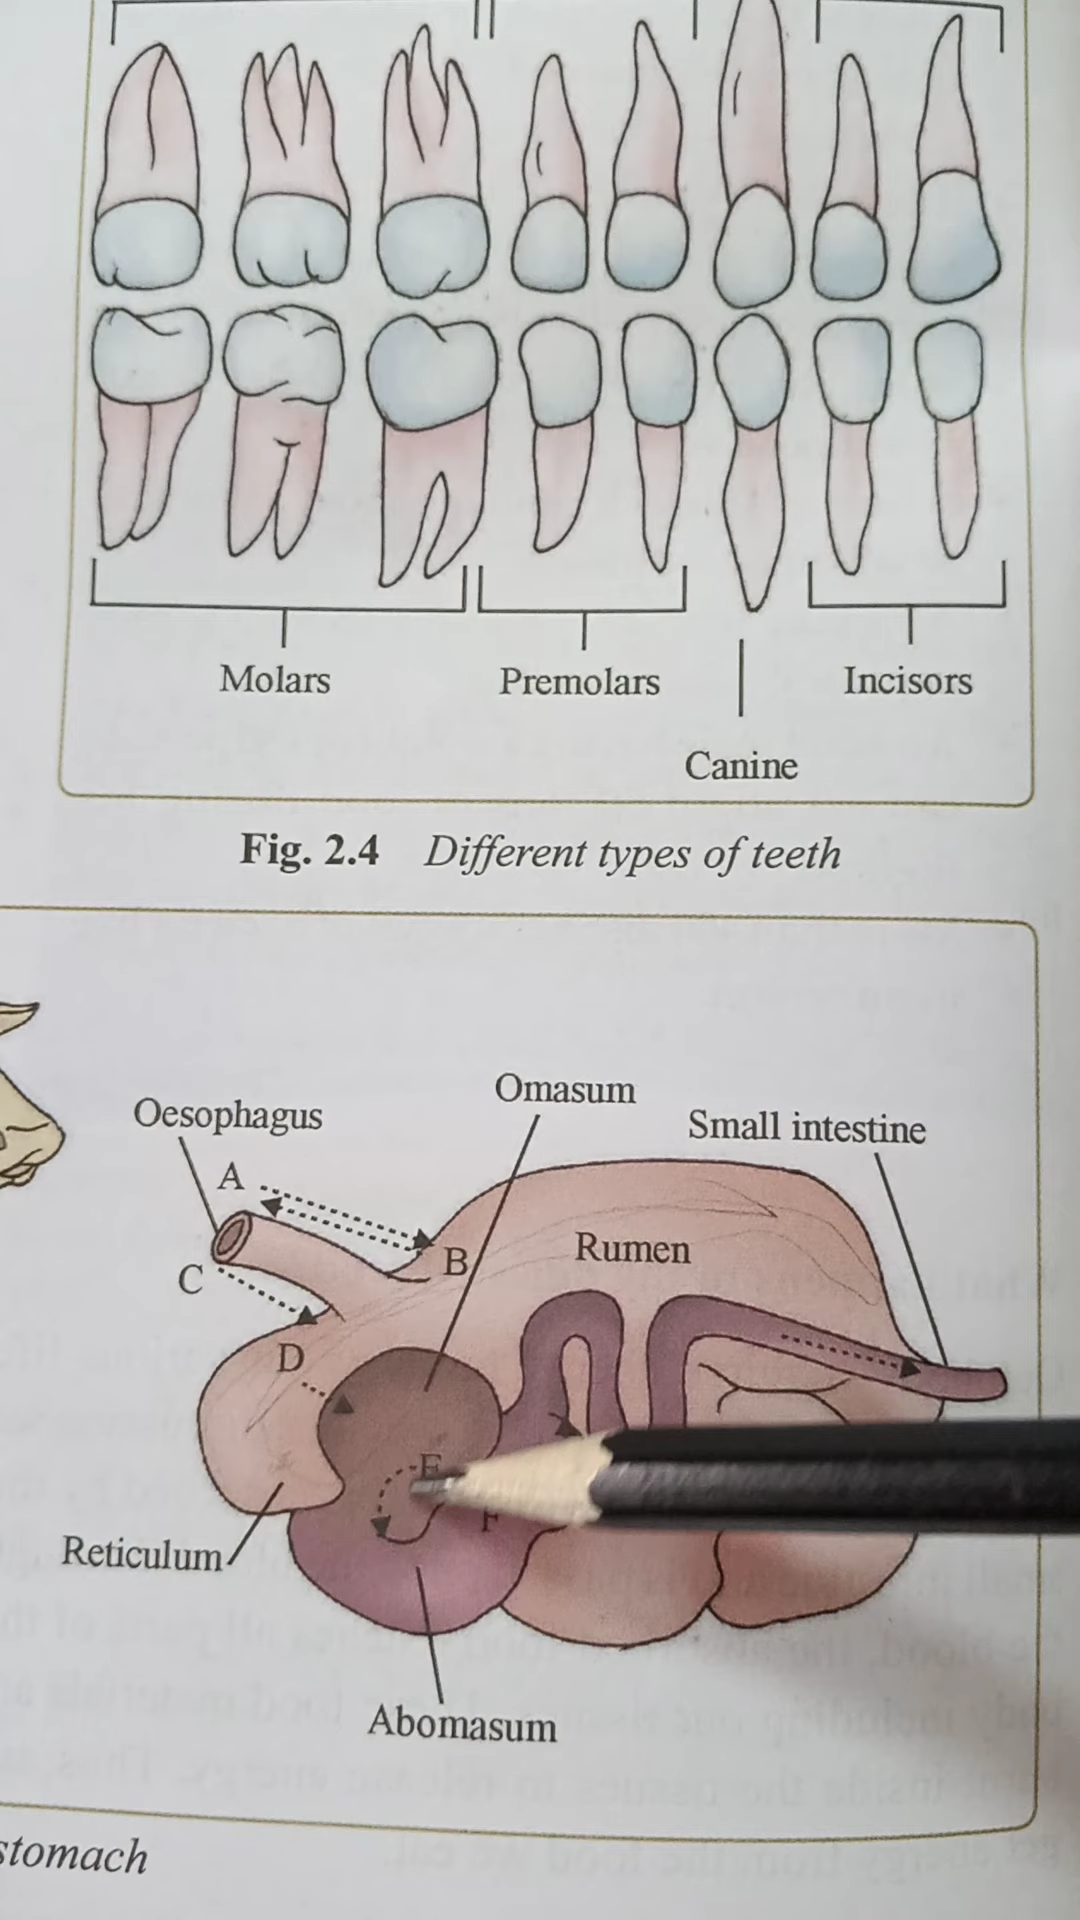 Molars
Premolars
Incisors
Canine
Fig. 2.4 Different types of teeth
Omasum
Oesophagus
Small intestine
A
B
Rumen
C
D
E
F
Reticulum
Abomasum
stomach